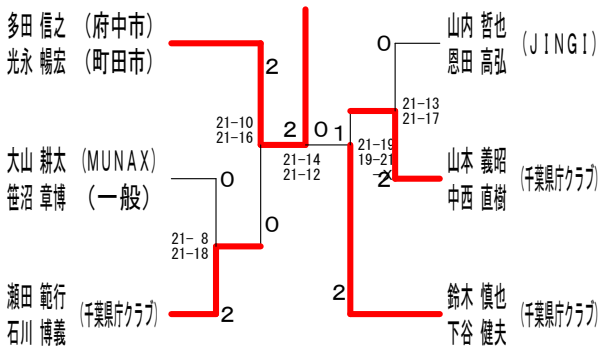 多田 信之 (府中市)
光永 暢宏 (町田市)
2
21-10
21-16
大山 耕太 (MUNAX)
笹沼 章博 (一般)
0
0
21- 8
21-18
瀬田 範行
石川 博義
(千葉県庁クラブ)
2
2
0
21-14
21-12
1
21-19
19-21
-X
山内 哲也
恩田 高弘
(JINGI)
0
21-13
21-17
山本 義昭
中西 直樹
(千葉県庁クラブ)
2
鈴木 慎也
下谷 健夫
(千葉県庁クラブ)
2